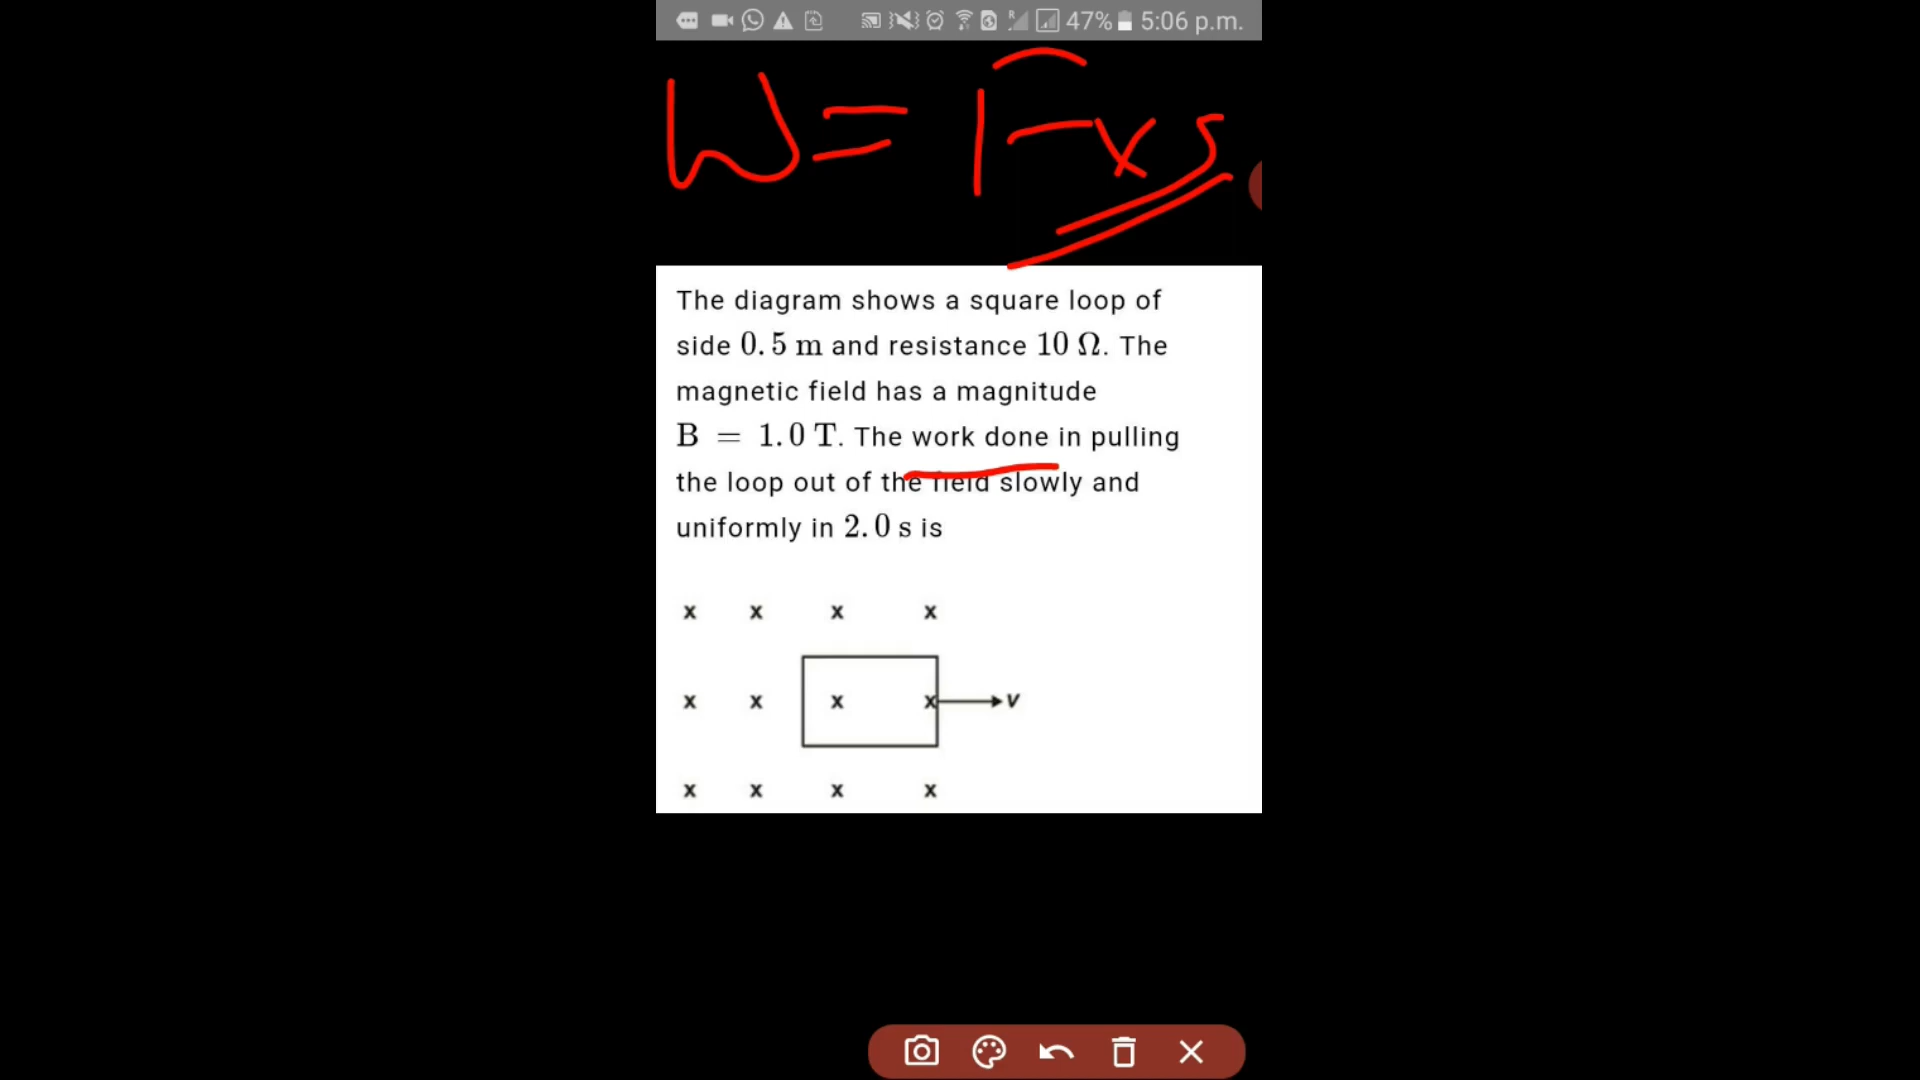 47% 5:06 p.m.
W = F x s
The diagram shows a square loop of
side 0.5 m and resistance 10 Ω. The
magnetic field has a magnitude
B = 1.0 T. The work done in pulling
the loop out of the field slowly and
uniformly in 2.0 s is
x x x x
x x x x v
x x x x